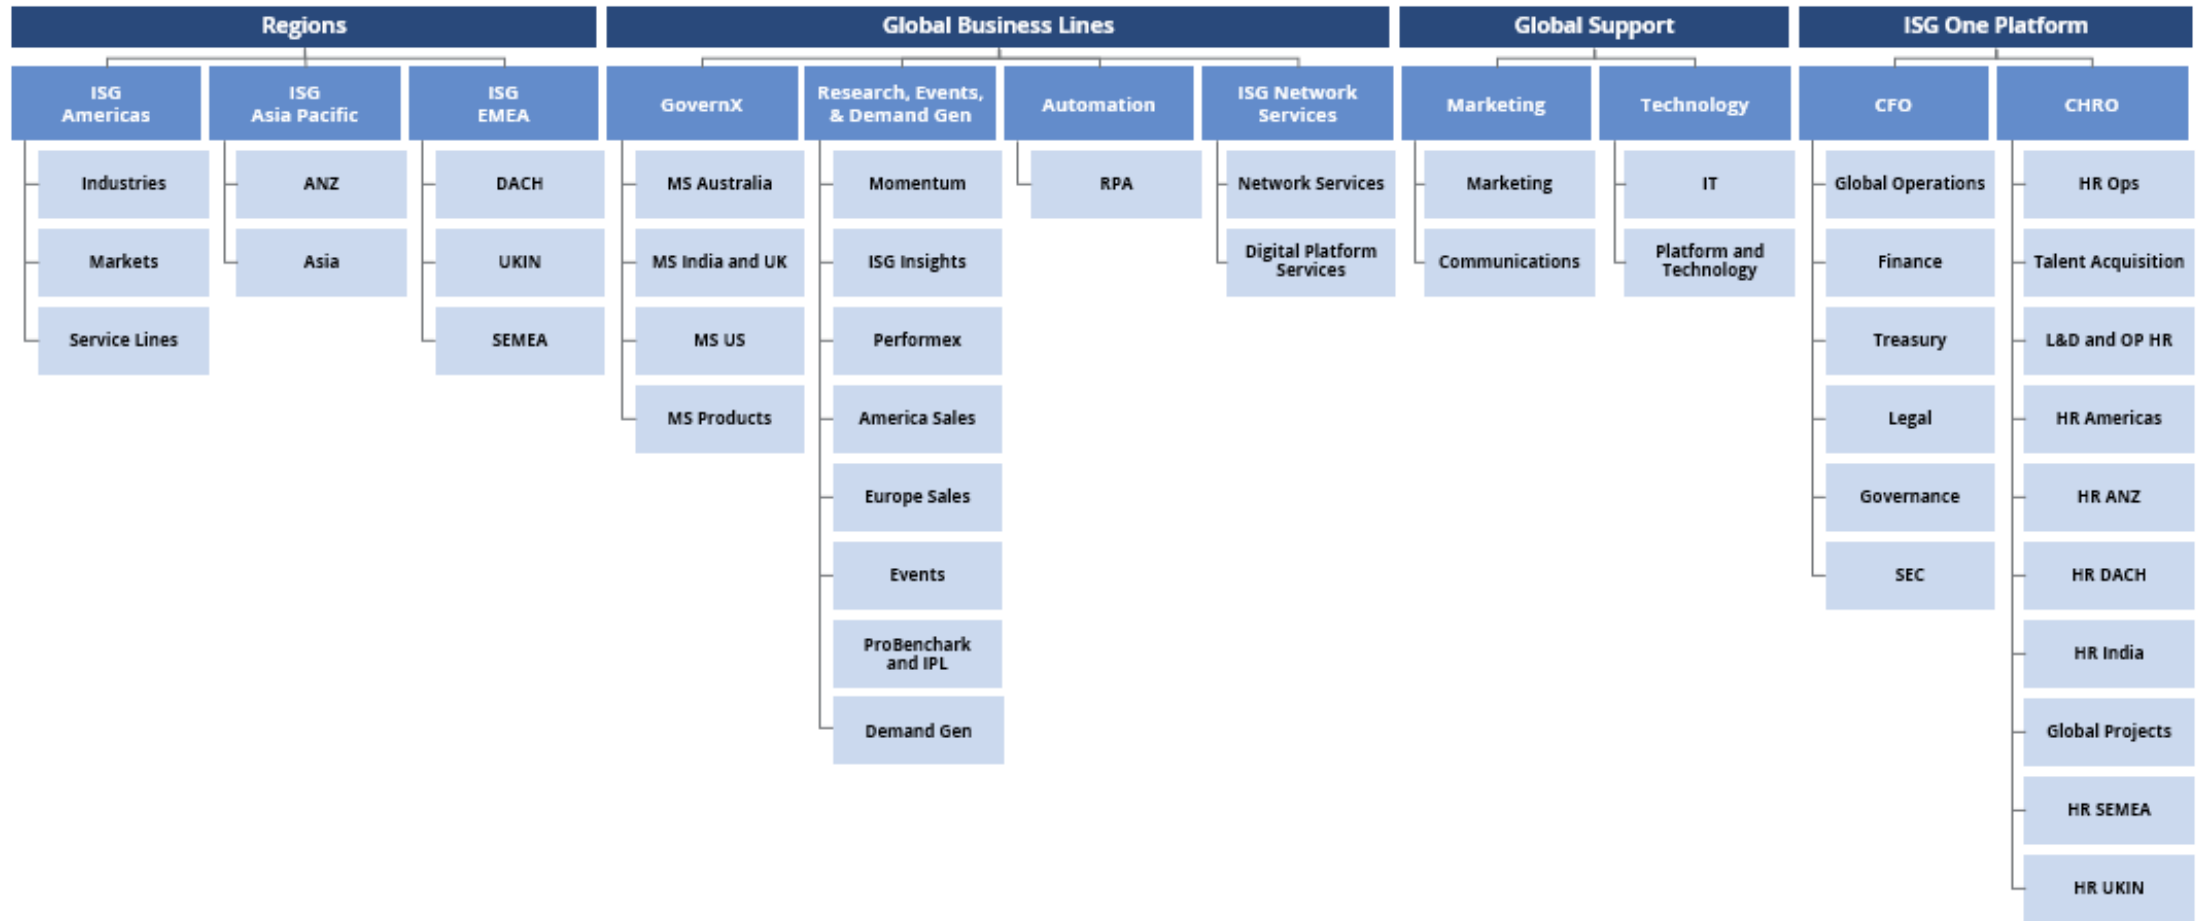 Regions
Global Business Lines
Global Support
ISG One Platform
ISG
Americas
ISG
Asia Pacific
ISG
EMEA
GovernX
Research, Events,
& Demand Gen
Automation
ISG Network
Services
Marketing
Technology
CFO
CHRO
Industries
Markets
Service Lines
ANZ
Asia
DACH
UKIN
SEMEA
MS Australia
MS India and UK
MS US
MS Products
Momentum
ISG Insights
Performex
America Sales
Europe Sales
Events
ProBenchark
and IPL
Demand Gen
RPA
Network Services
Digital Platform
Services
Marketing
Communications
IT
Platform and
Technology
Global Operations
Finance
Treasury
Legal
Governance
SEC
HR Ops
Talent Acquisition
L&D and OP HR
HR Americas
HR ANZ
HR DACH
HR India
Global Projects
HR SEMEA
HR UKIN